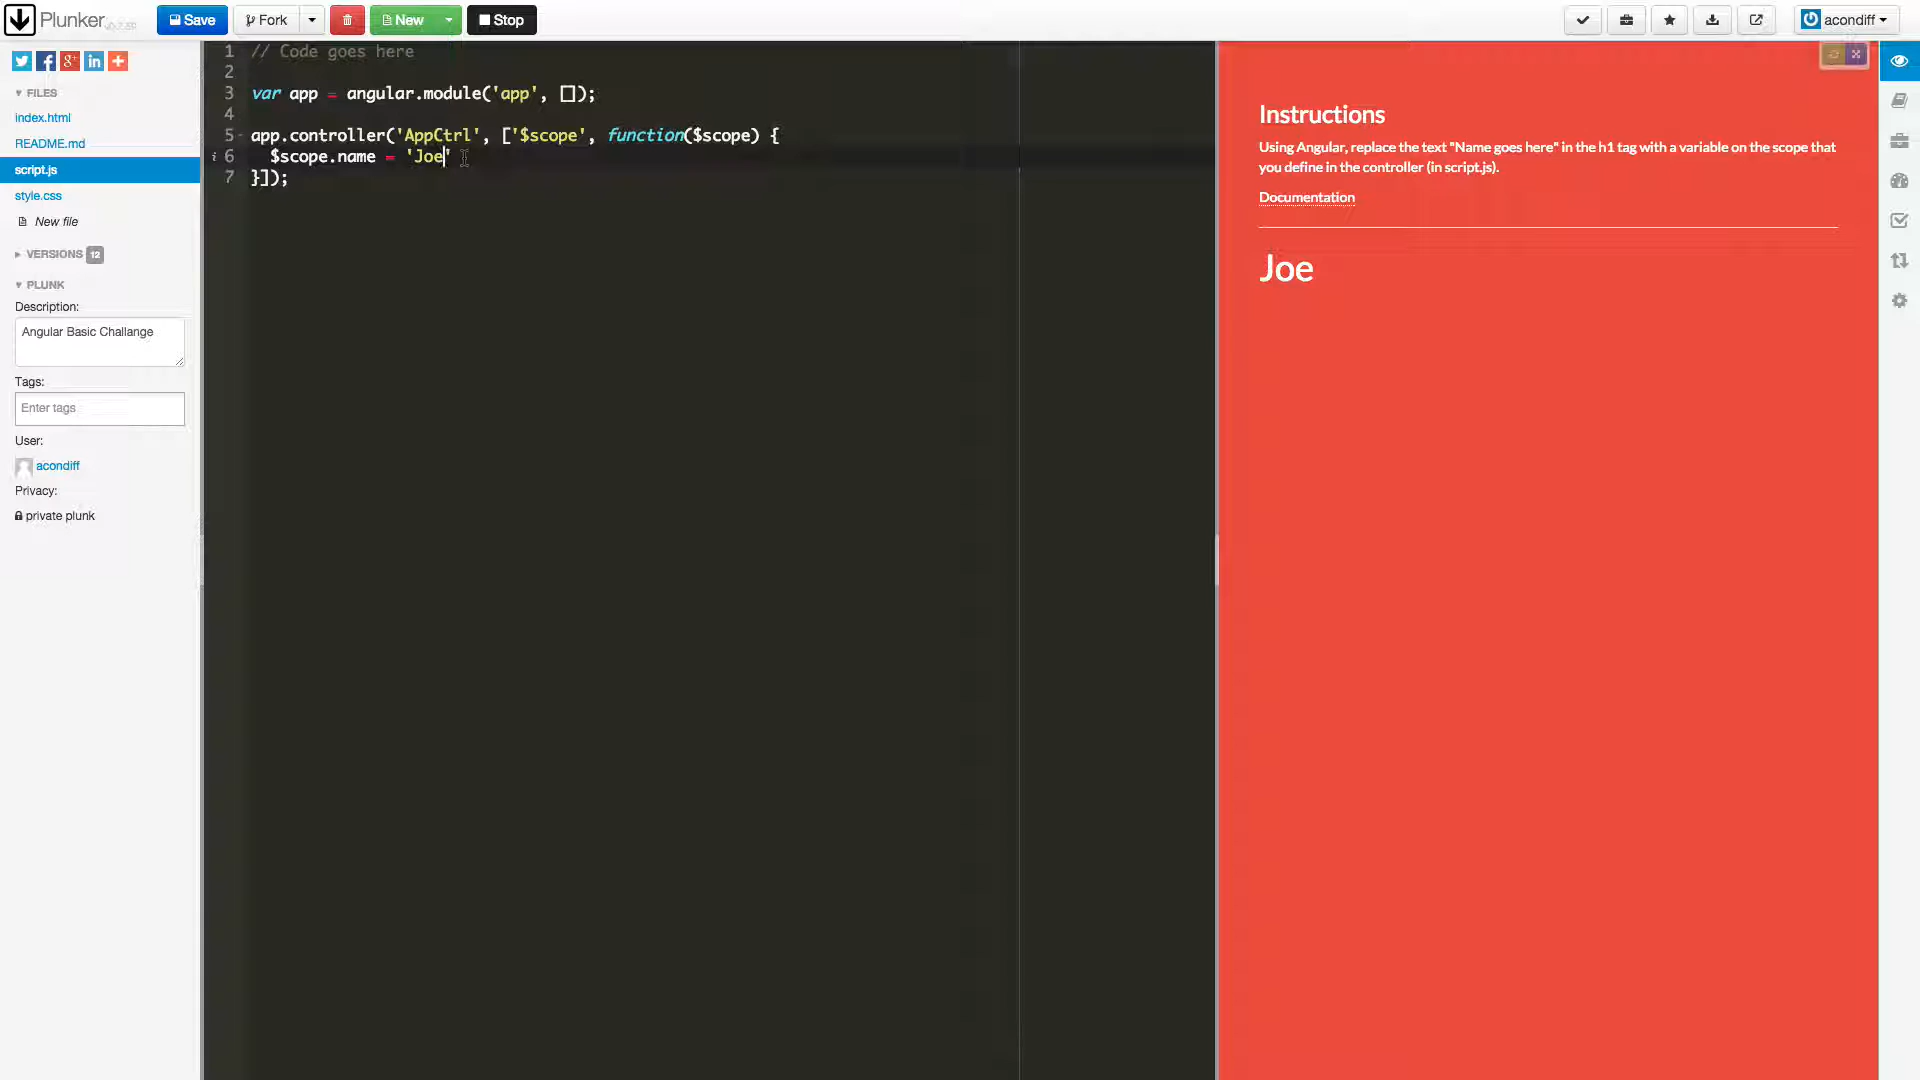 Plunker
Save
Fork
New
Stop
acondiff
FILES
index.html
README.md
script.js
style.css
New file
VERSIONS 12
PLUNK
Description:
Angular Basic Challange
Tags:
Enter tags
User:
acondiff
Privacy:
private plunk
1 // Code goes here
2
3 var app = angular.module('app', []);
4
5 app.controller('AppCtrl', ['$scope', function($scope) {
i 6 $scope.name = 'Joe'
7 }]);
Instructions
Using Angular, replace the text "Name goes here" in the h1 tag with a variable on the scope that
you define in the controller (in script.js).
Documentation
Joe